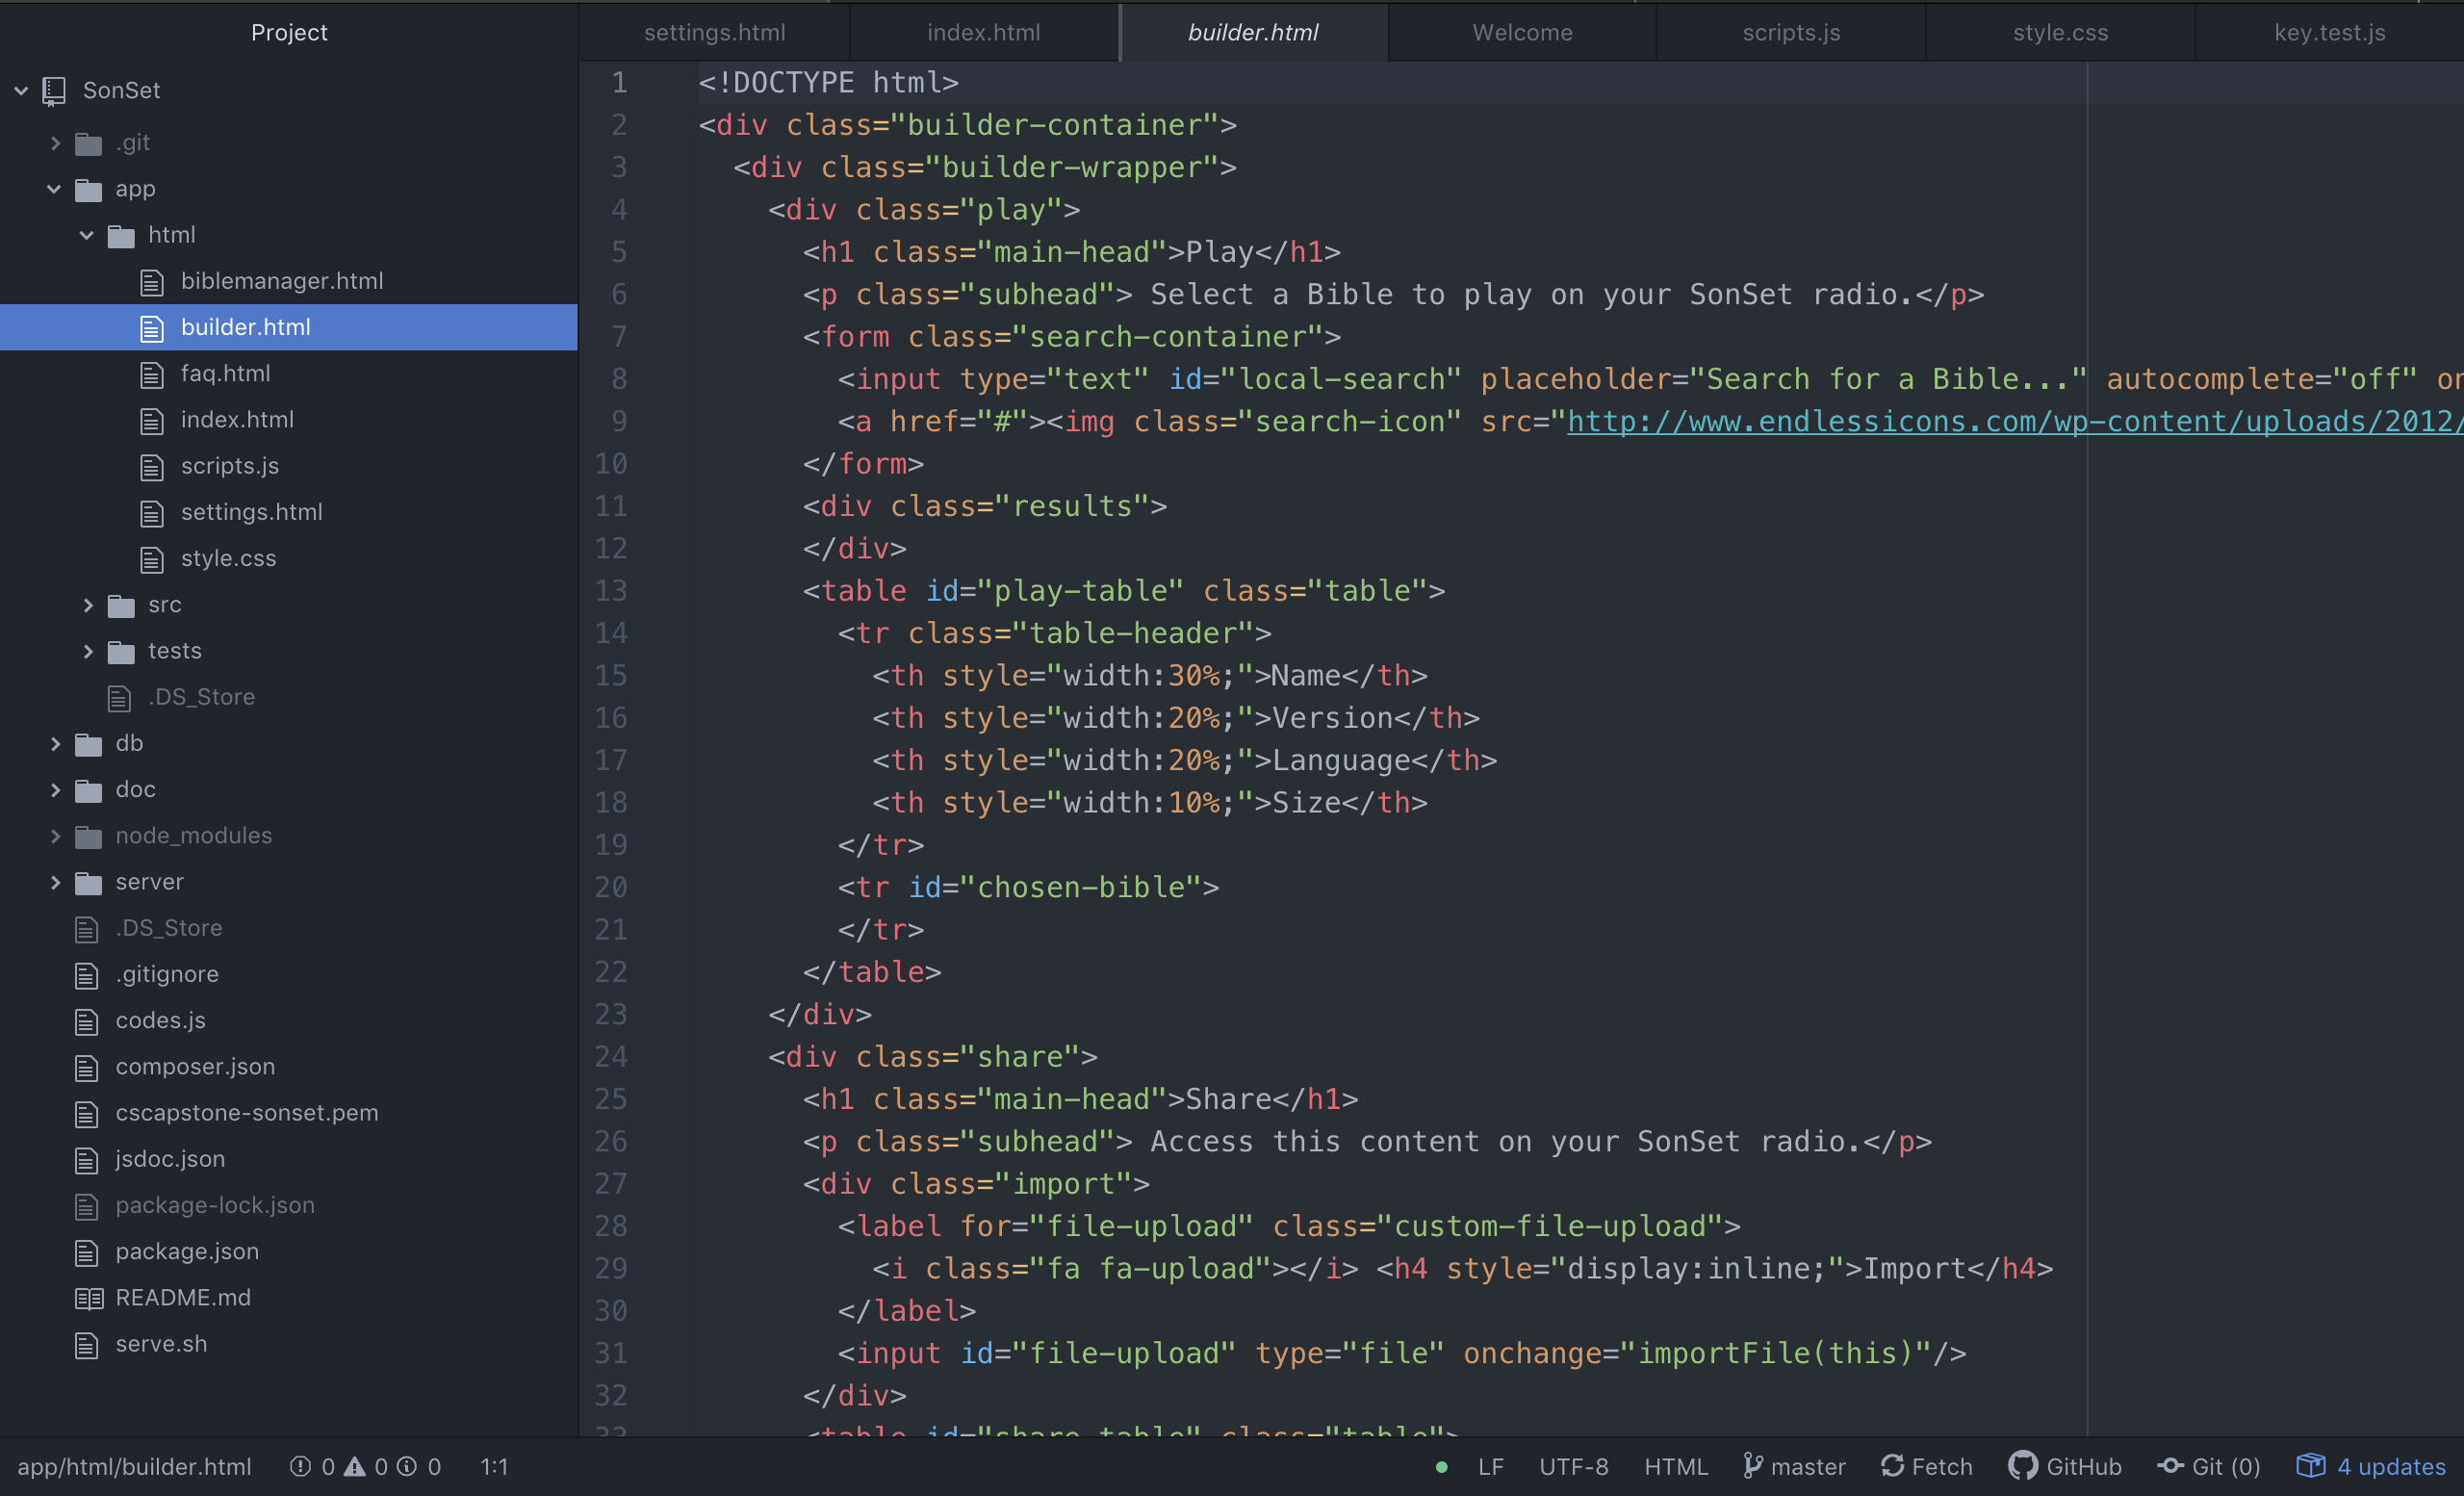 Project
SonSet
.git
app
html
biblemanager.html
builder.html
faq.html
index.html
scripts.js
settings.html
style.css
src
tests
.DS_Store
db
doc
node_modules
server
.DS_Store
.gitignore
codes.js
composer.json
cscapstone-sonset.pem
jsdoc.json
package-lock.json
package.json
README.md
serve.sh
settings.html index.html builder.html Welcome scripts.js style.css key.test.js
1 <!DOCTYPE html>
2 <div class="builder-container">
3 <div class="builder-wrapper">
4 <div class="play">
5 <h1 class="main-head">Play</h1>
6 <p class="subhead"> Select a Bible to play on your SonSet radio.</p>
7 <form class="search-container">
8 <input type="text" id="local-search" placeholder="Search for a Bible..." autocomplete="off" on
9 <a href="#"><img class="search-icon" src="http://www.endlessicons.com/wp-content/uploads/2012/
10 </form>
11 <div class="results">
12 </div>
13 <table id="play-table" class="table">
14 <tr class="table-header">
15 <th style="width:30%;">Name</th>
16 <th style="width:20%;">Version</th>
17 <th style="width:20%;">Language</th>
18 <th style="width:10%;">Size</th>
19 </tr>
20 <tr id="chosen-bible">
21 </tr>
22 </table>
23 </div>
24 <div class="share">
25 <h1 class="main-head">Share</h1>
26 <p class="subhead"> Access this content on your SonSet radio.</p>
27 <div class="import">
28 <label for="file-upload" class="custom-file-upload">
29 <i class="fa fa-upload"></i> <h4 style="display:inline;">Import</h4>
30 </label>
31 <input id="file-upload" type="file" onchange="importFile(this)"/>
32 </div>
33 <table id="share-table" class="table">
app/html/builder.html 0 0 0 1:1 LF UTF-8 HTML master Fetch GitHub Git (0) 4 updates